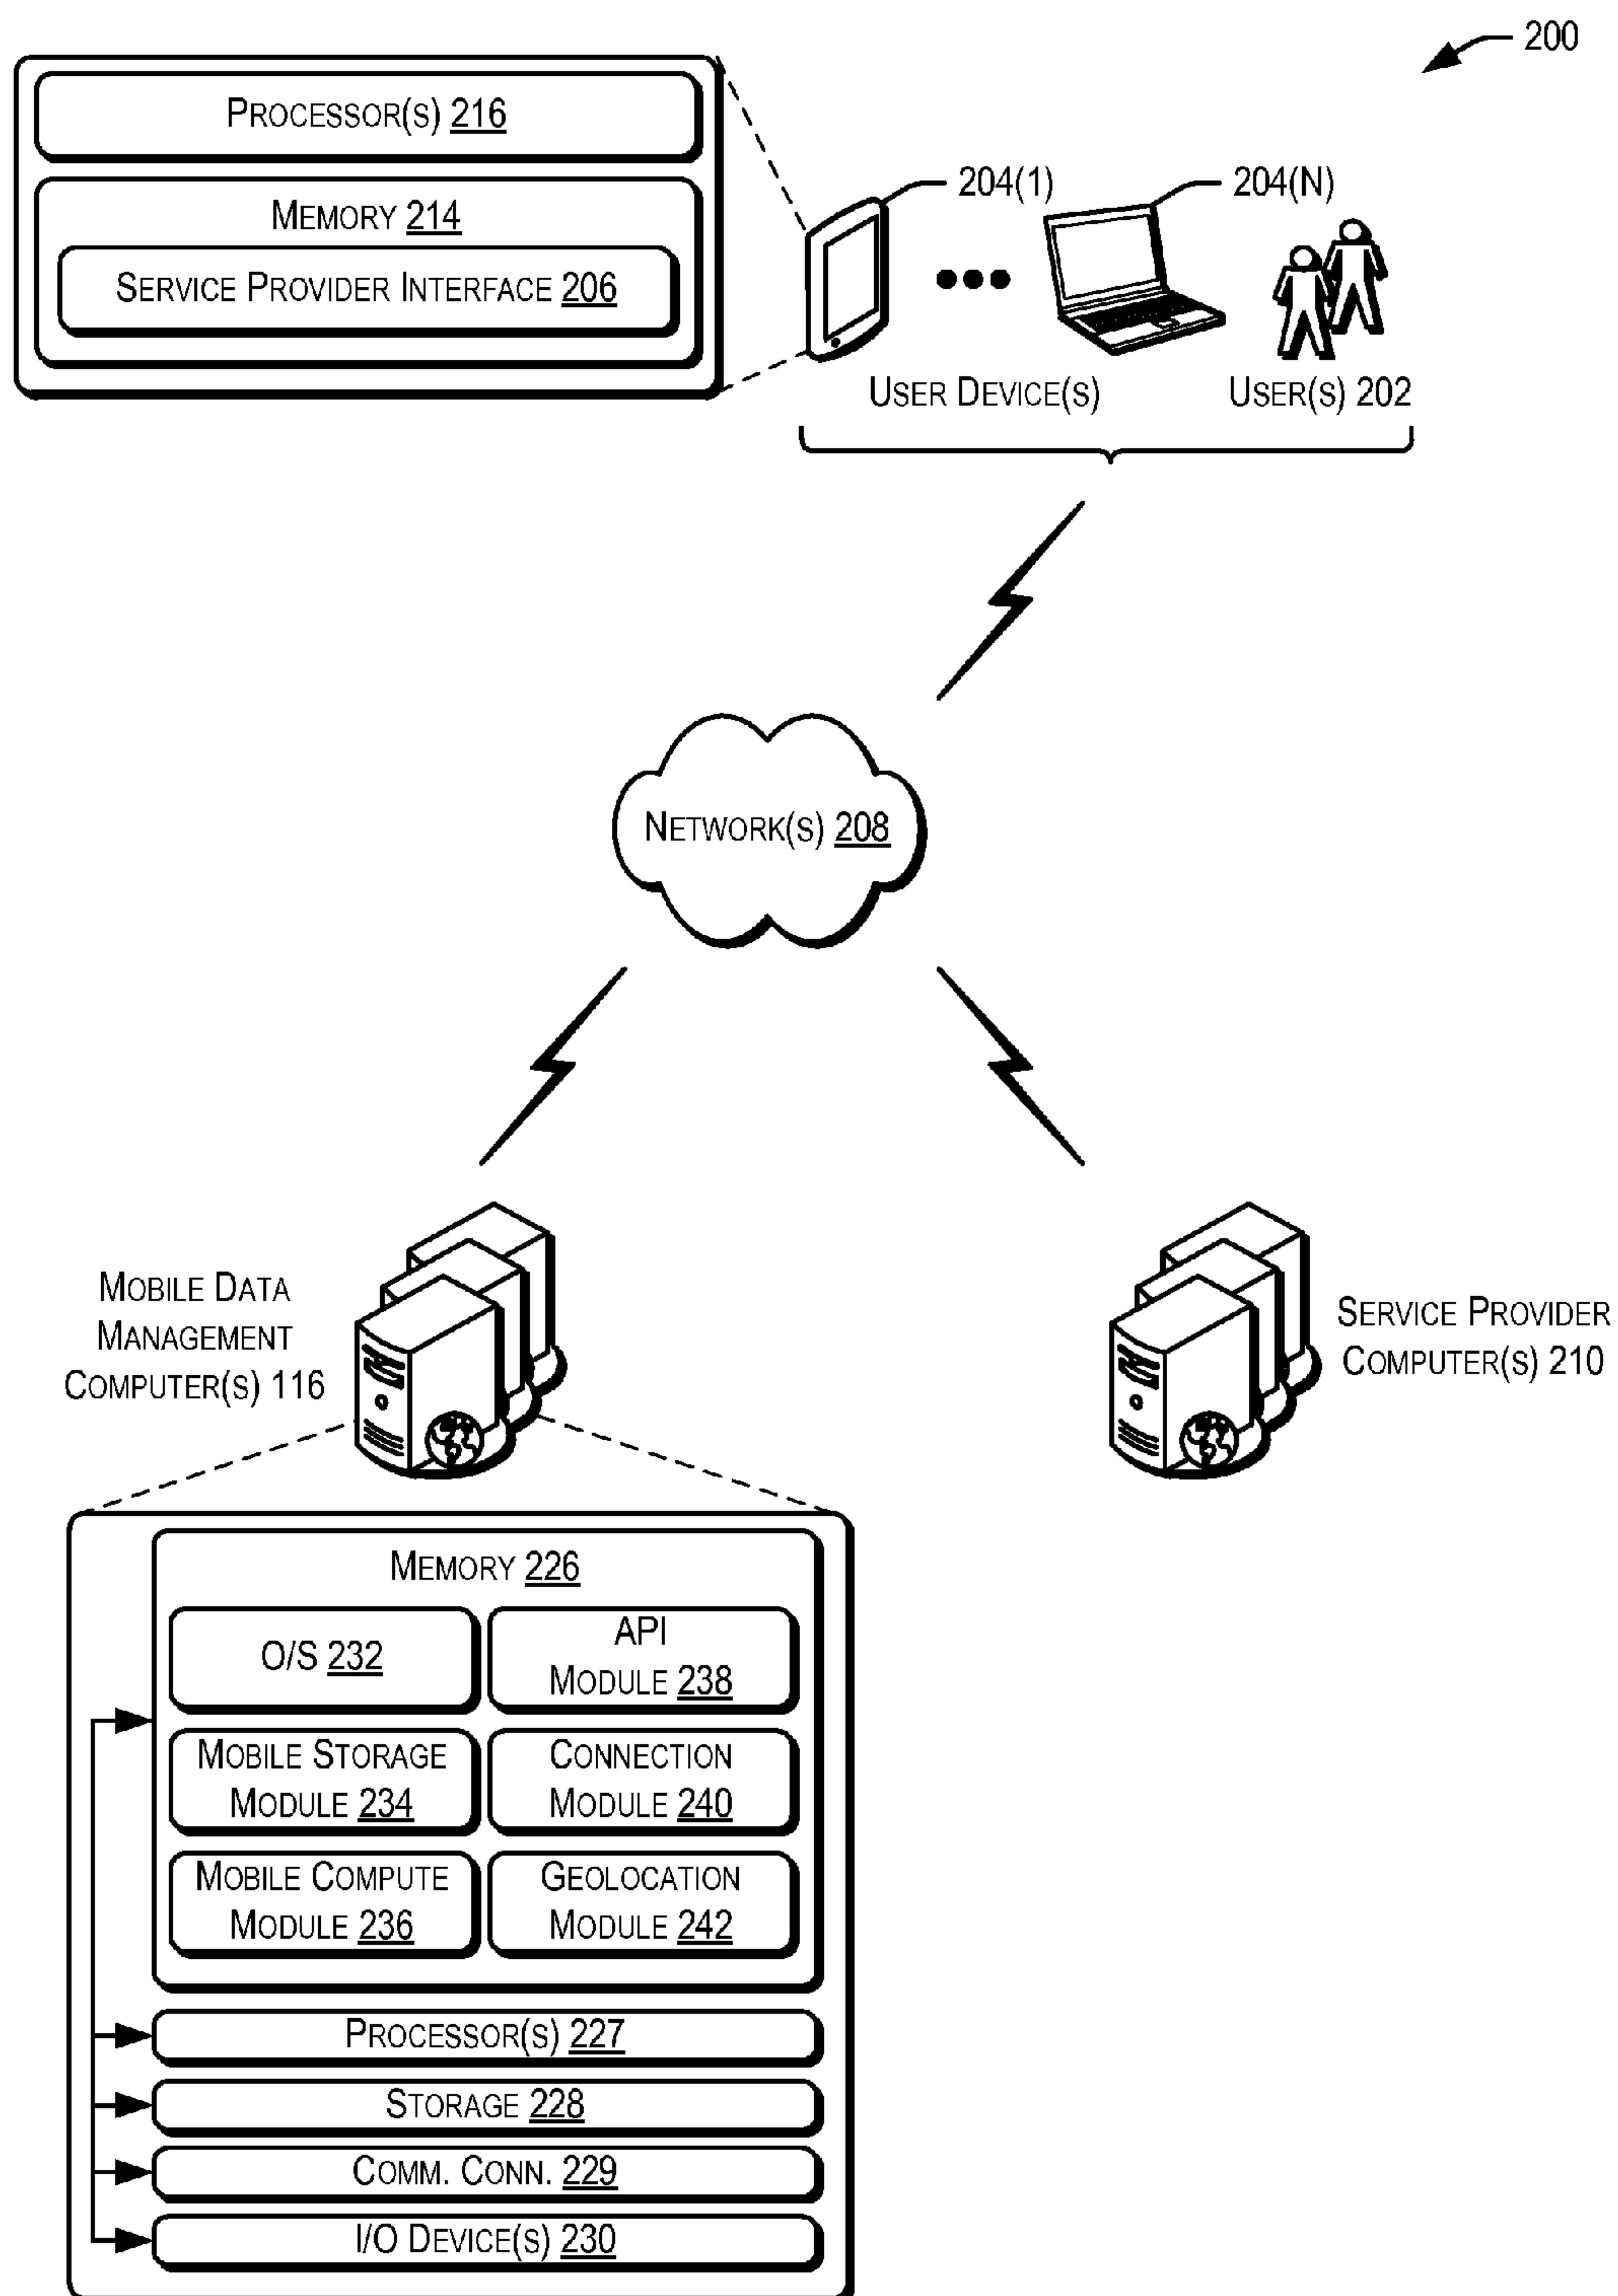 200
PROCESSOR(S) 216
MEMORY 214
SERVICE PROVIDER INTERFACE 206
204(1)
204(N)
USER DEVICE(S)
USER(S) 202
NETWORK(S) 208
MOBILE DATA
MANAGEMENT
COMPUTER(S) 116
SERVICE PROVIDER
COMPUTER(S) 210
MEMORY 226
O/S 232
API
MODULE 238
MOBILE STORAGE
MODULE 234
CONNECTION
MODULE 240
MOBILE COMPUTE
MODULE 236
GEOLOCATION
MODULE 242
PROCESSOR(S) 227
STORAGE 228
COMM. CONN. 229
I/O DEVICE(S) 230